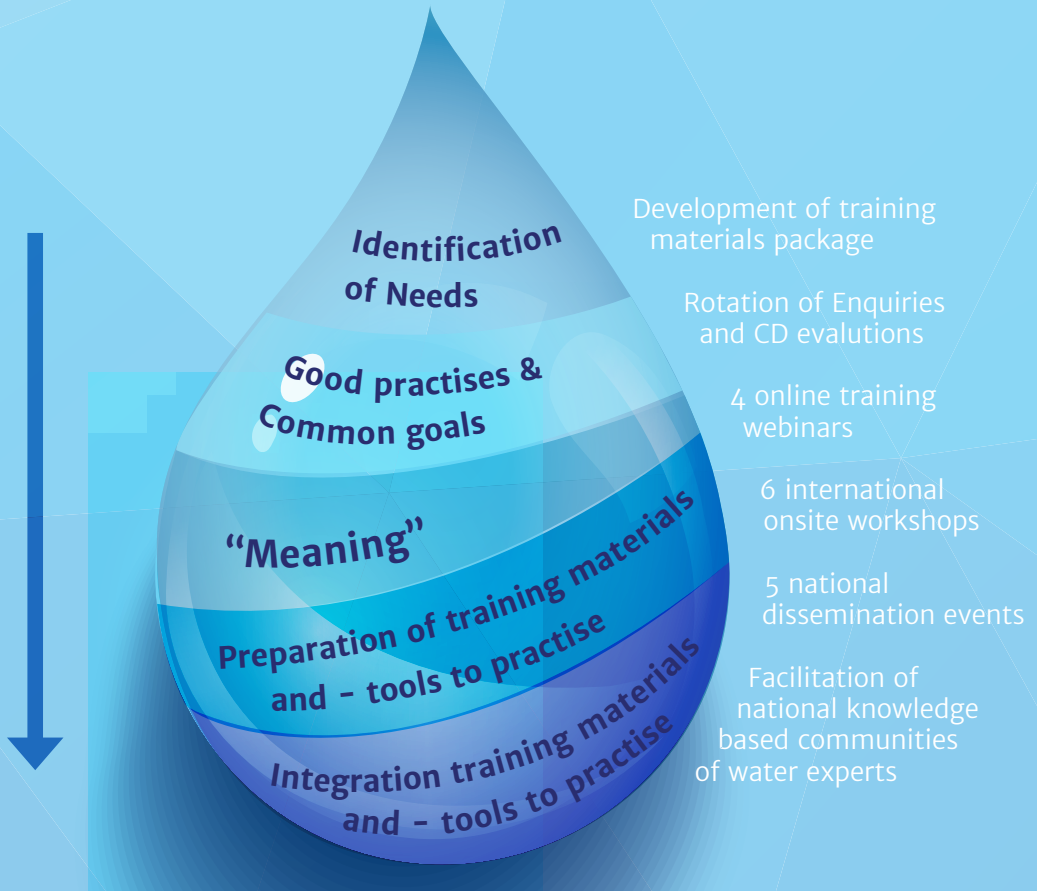 Identification
of Needs
Good practises &
Common goals
“Meaning”
Preparation of training materials
and – tools to practise
Integration training materials
and – tools to practise
Development of training
materials package
Rotation of Enquiries
and CD evalutions
4 online training
webinars
6 international
onsite workshops
5 national
dissemination events
Facilitation of
national knowledge
based communities
of water experts